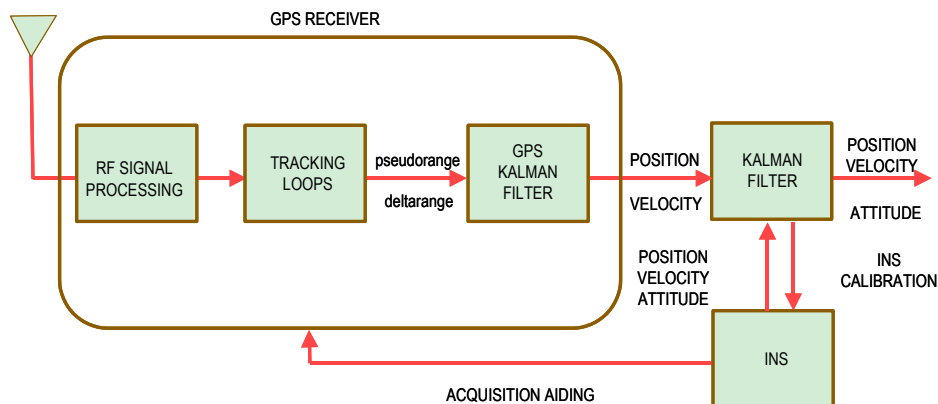 GPS RECEIVER
RF SIGNAL
PROCESSING
TRACKING
LOOPS
pseudorange
deltarange
GPS
KALMAN
FILTER
POSITION
VELOCITY
KALMAN
FILTER
POSITION
VELOCITY
ATTITUDE
POSITION
VELOCITY
ATTITUDE
INS
CALIBRATION
INS
ACQUISITION AIDING